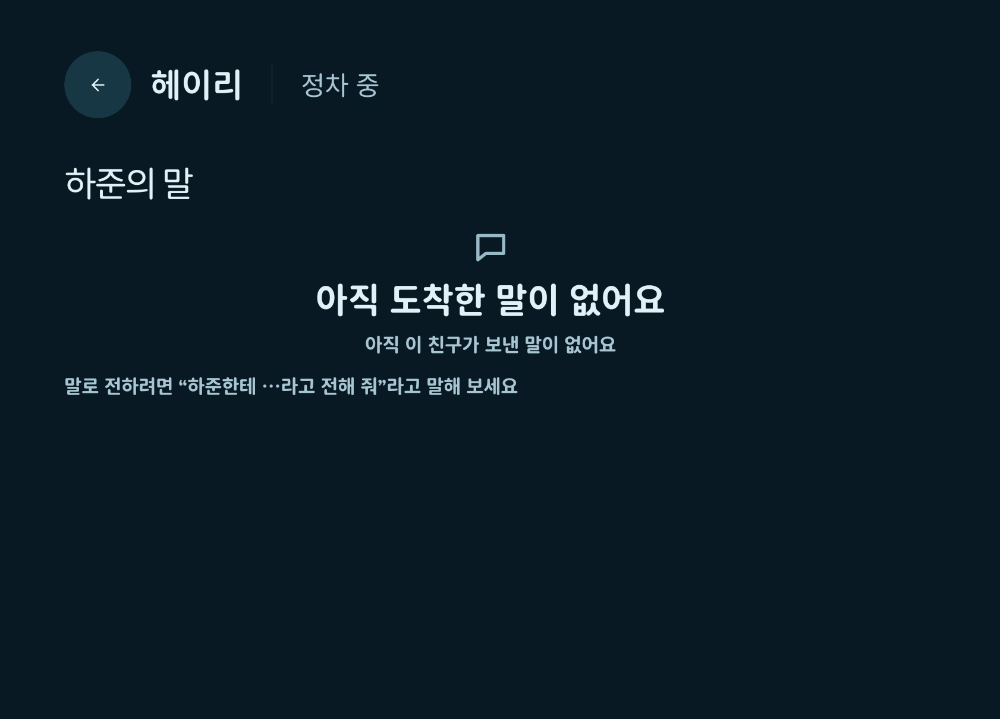 헤이리
정차 중
하준의 말
아직 도착한 말이 없어요
아직 이 친구가 보낸 말이 없어요
말로 전하려면 “하준한테 …라고 전해 줘”라고 말해 보세요